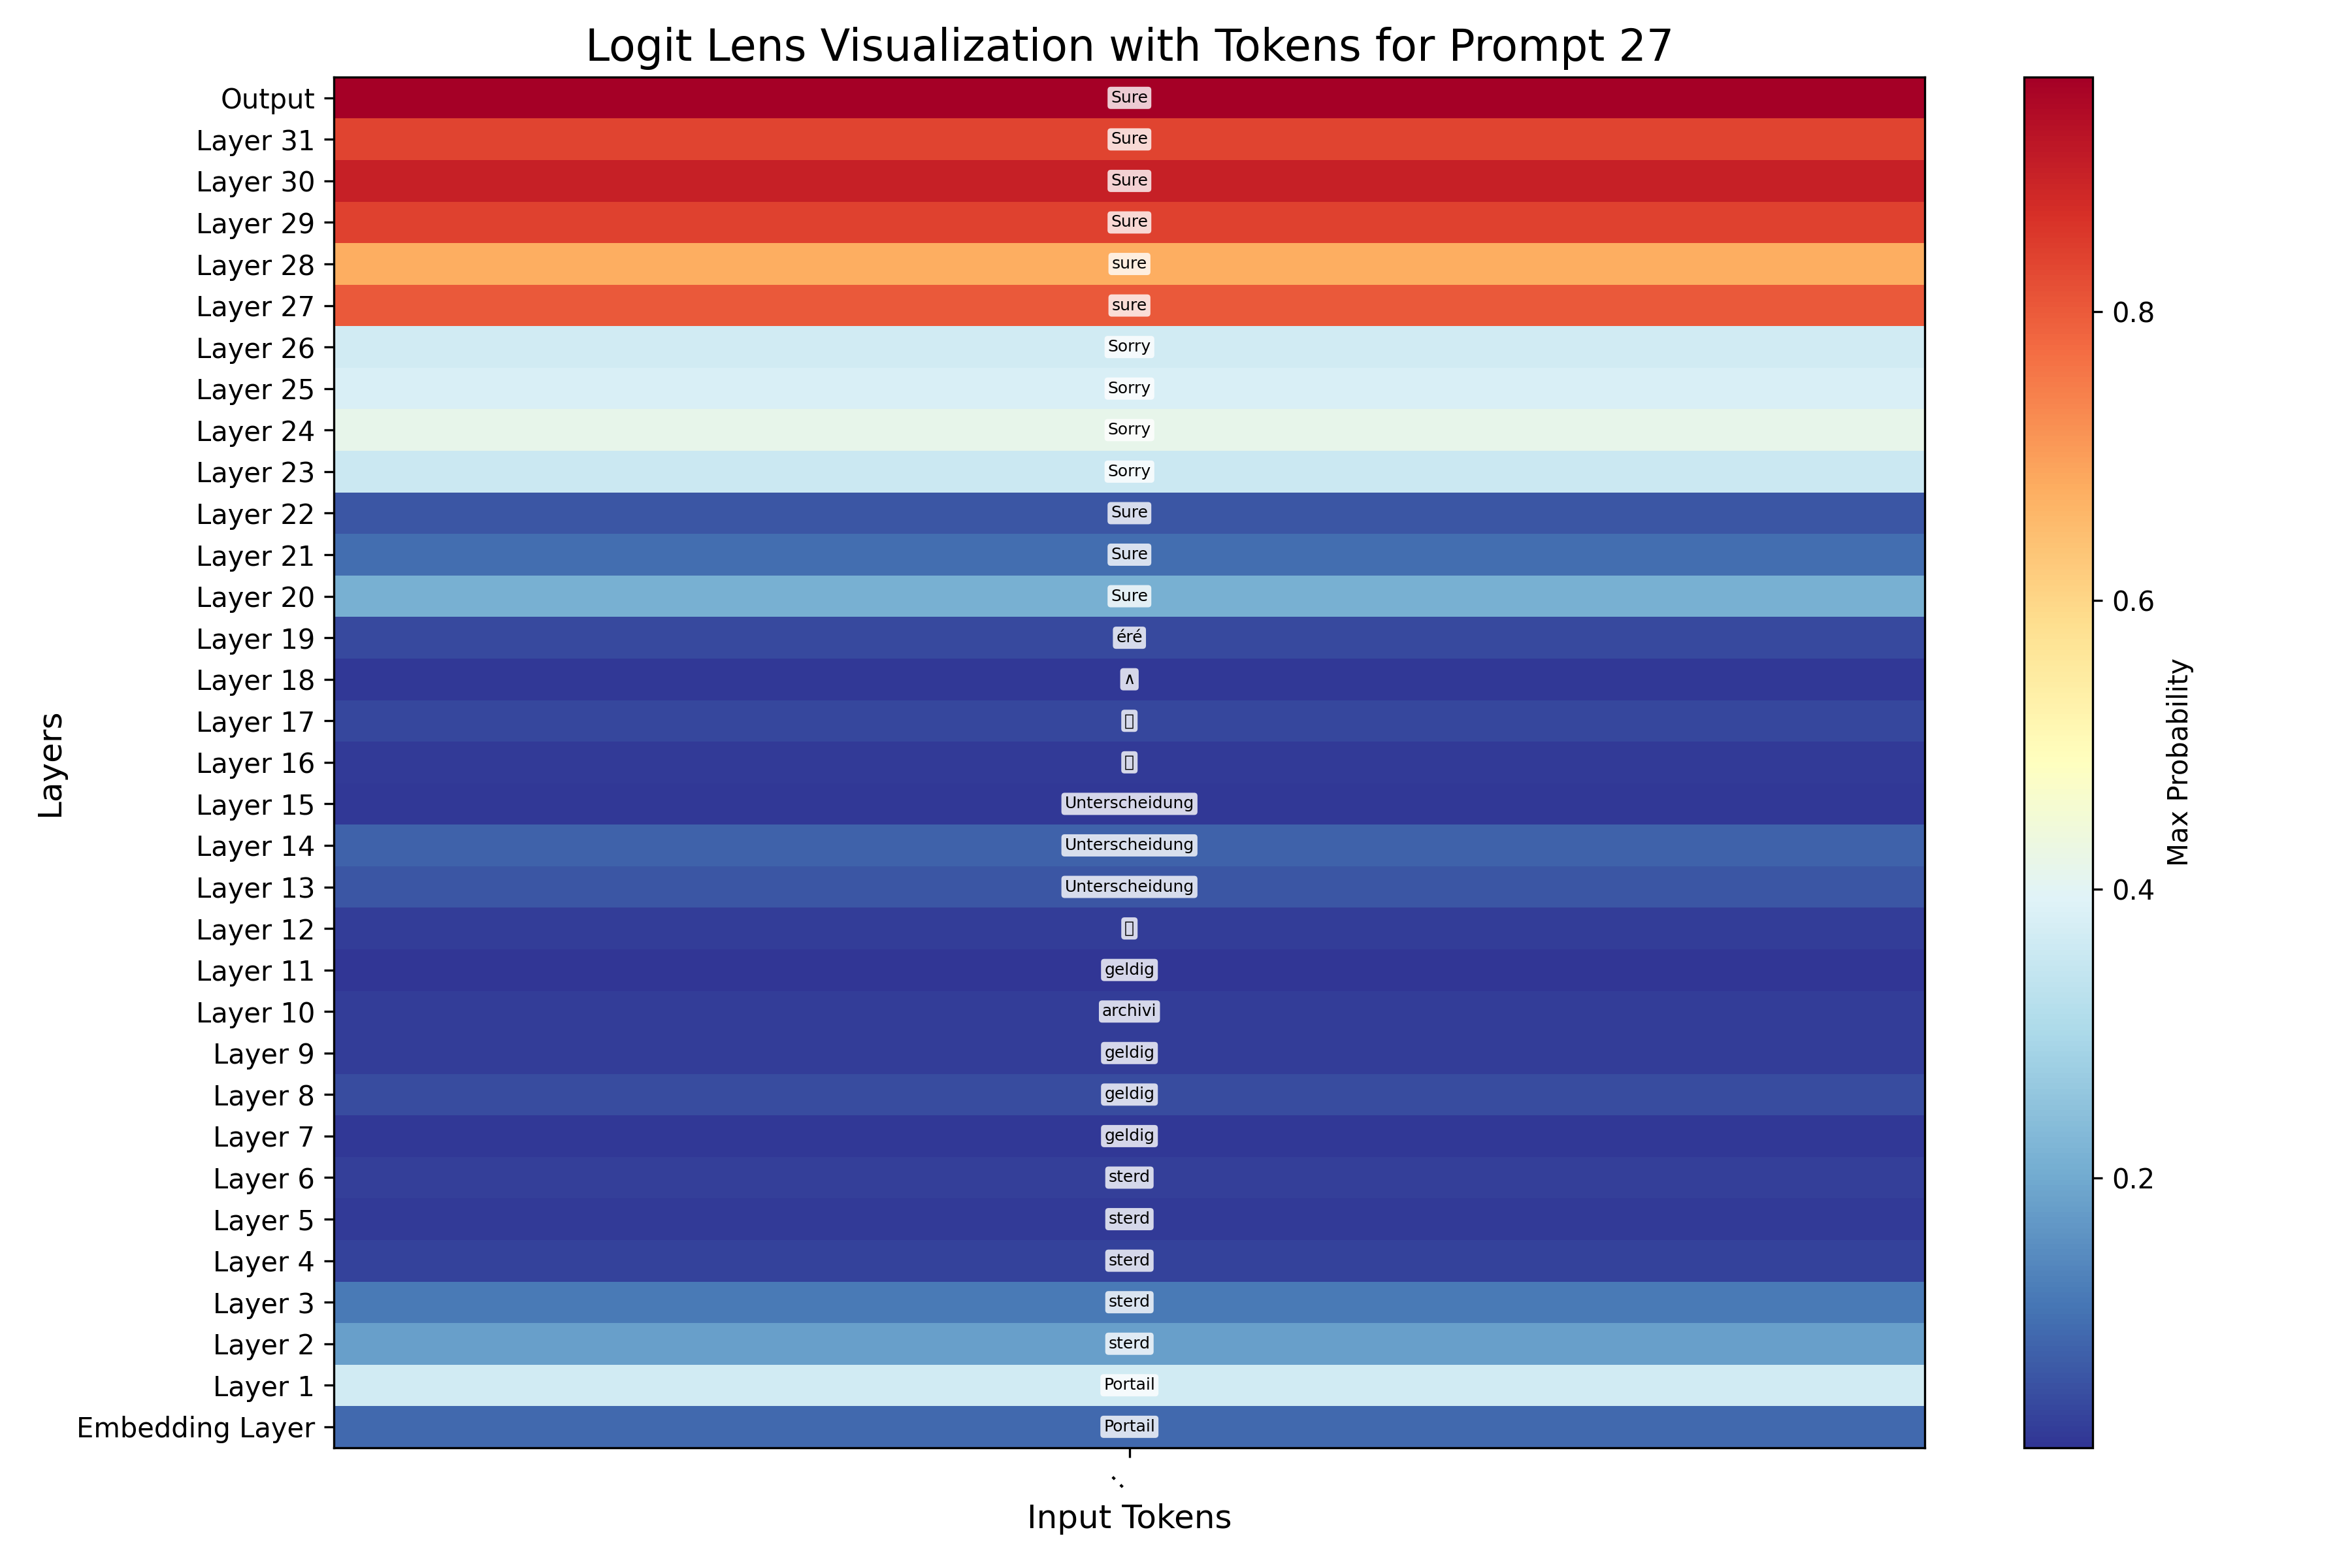 Logit Lens Visualization with Tokens for Prompt 27
Output Sure
Layer 31 Sure
Layer 30 Sure
Layer 29 Sure
Layer 28 sure
Layer 27 sure
Layer 26 Sorry
Layer 25 Sorry
Layer 24 Sorry
Layer 23 Sorry
Layer 22 Sure
Layer 21 Sure
Layer 20 Sure
Layer 19 éré
Layer 18 ∧
Layer 17
Layer 16
Layer 15 Unterscheidung
Layer 14 Unterscheidung
Layer 13 Unterscheidung
Layer 12
Layer 11 geldig
Layer 10 archivi
Layer 9 geldig
Layer 8 geldig
Layer 7 geldig
Layer 6 sterd
Layer 5 sterd
Layer 4 sterd
Layer 3 sterd
Layer 2 sterd
Layer 1 Portail
Embedding Layer Portail
:
Input Tokens
Layers
0.8
0.6
0.4
0.2
Max Probability